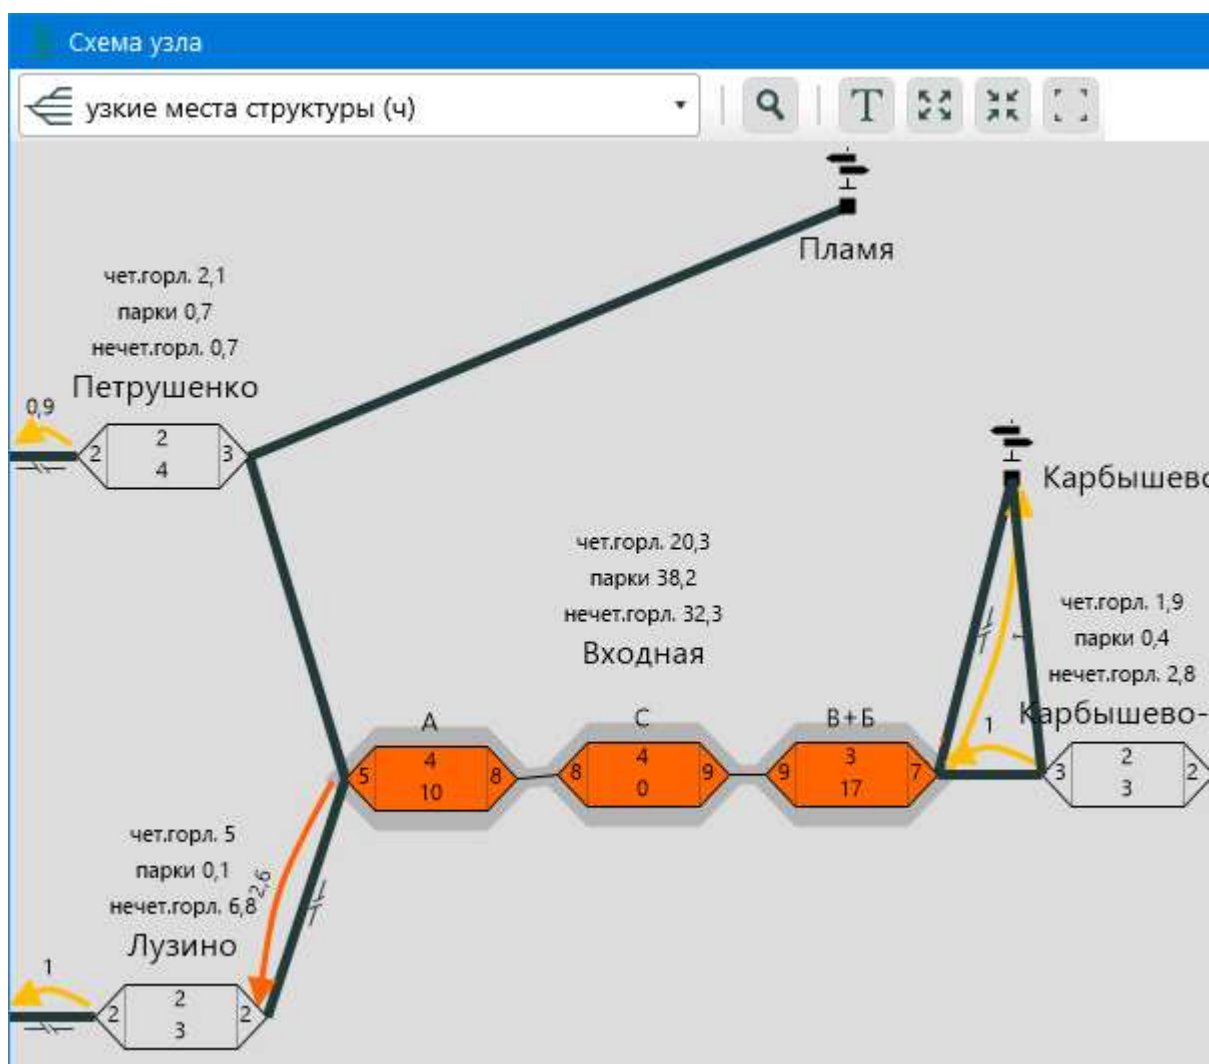 Схема узла
узкие места структуры (ч)
T
Пламя
чет.горл. 2,1
парки 0,7
нечет.горл. 0,7
Петрушенко
0,9
2
2
4
3
Карбышево
чет.горл. 20,3
парки 38,2
нечет.горл. 32,3
Входная
чет.горл. 1,9
парки 0,4
нечет.горл. 2,8
Карбышево-
1
А
С
В+Б
5
4
10
8
8
4
0
9
9
3
17
7
3
2
3
2
чет.горл. 5
парки 0,1
нечет.горл. 6,8
2,6
Лузино
1
2
2
3
2